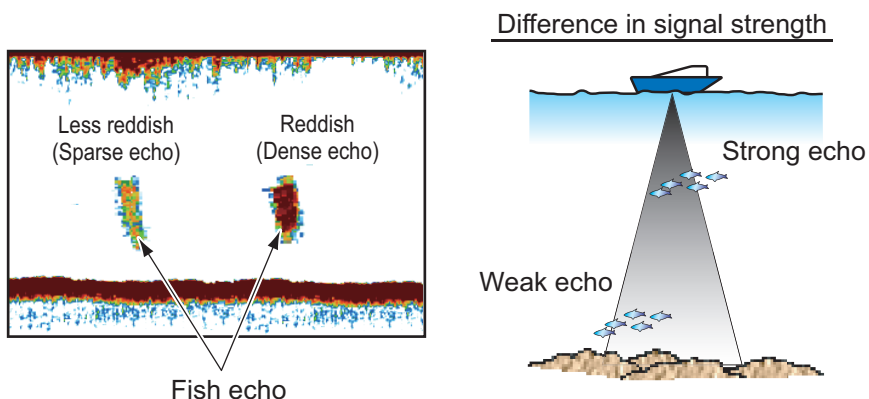 Difference in signal strength
Less reddish
(Sparse echo)
Reddish
(Dense echo)
Strong echo
Weak echo
Fish echo